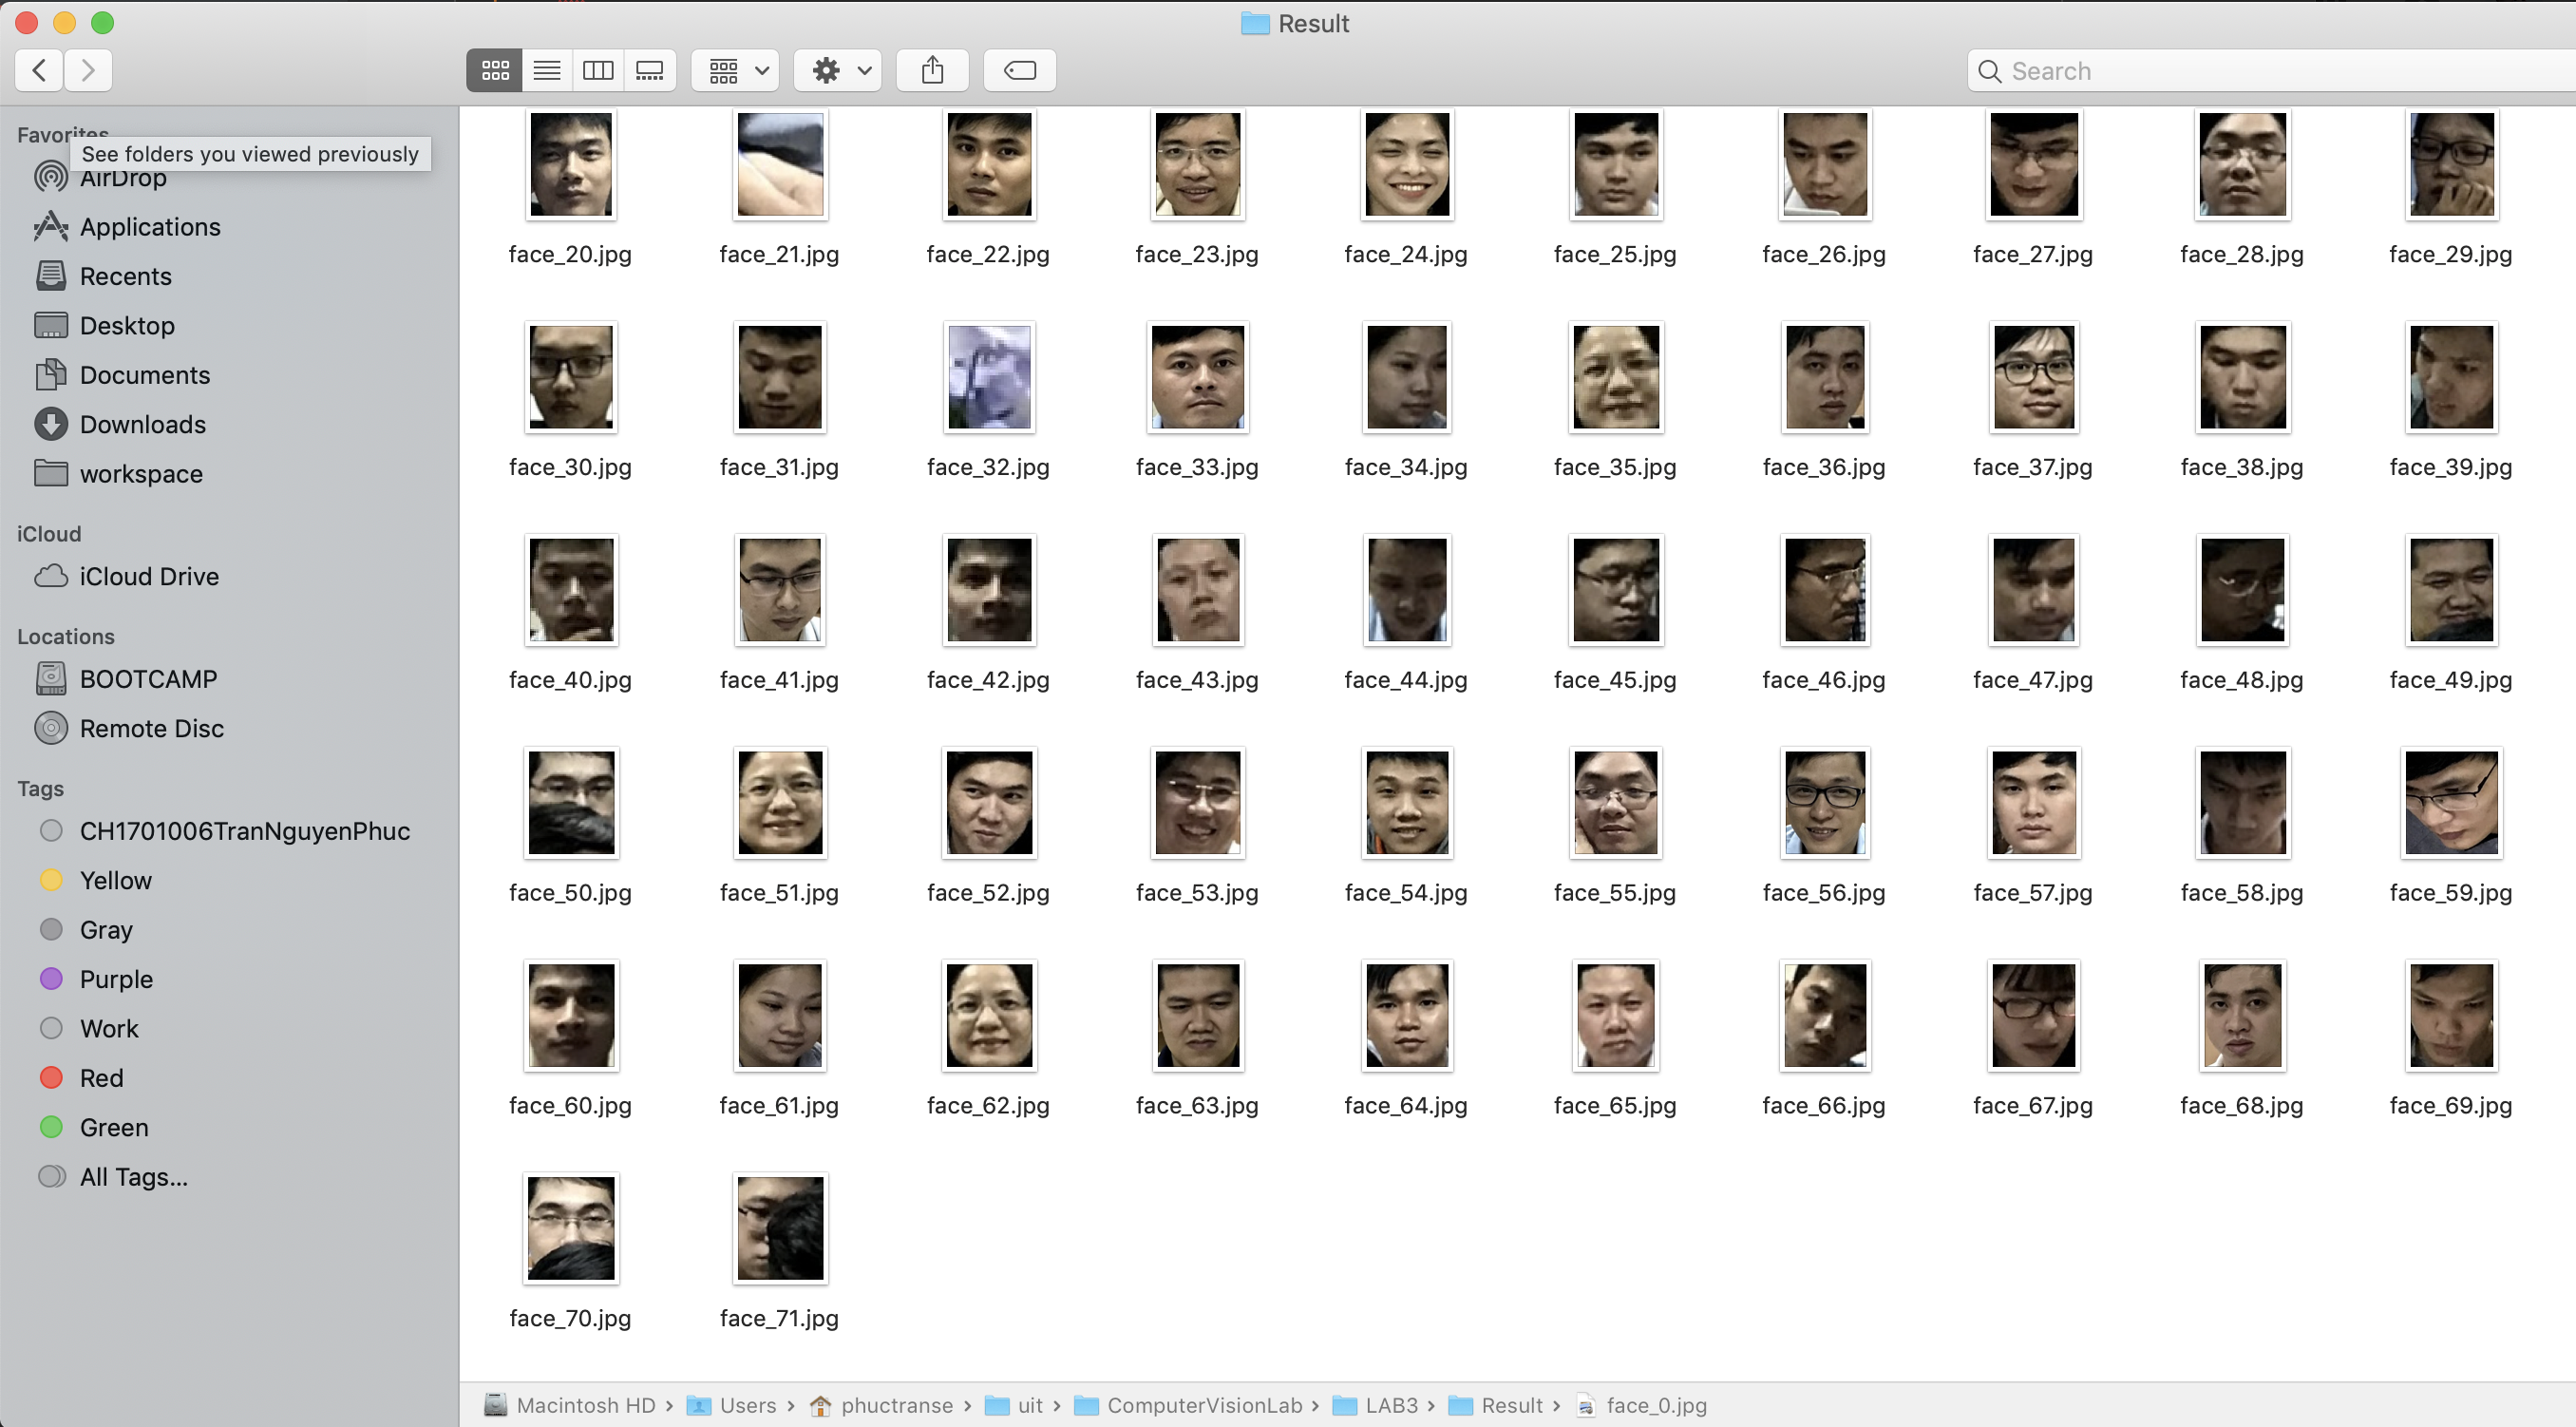 Result
Search
Favorites
See folders you viewed previously
AirDrop
Applications
Recents
Desktop
Documents
Downloads
workspace
iCloud
iCloud Drive
Locations
BOOTCAMP
Remote Disc
Tags
CH1701006TranNguyenPhuc
Yellow
Gray
Purple
Work
Red
Green
All Tags...
face_20.jpg face_21.jpg face_22.jpg face_23.jpg face_24.jpg face_25.jpg face_26.jpg face_27.jpg face_28.jpg face_29.jpg
face_30.jpg face_31.jpg face_32.jpg face_33.jpg face_34.jpg face_35.jpg face_36.jpg face_37.jpg face_38.jpg face_39.jpg
face_40.jpg face_41.jpg face_42.jpg face_43.jpg face_44.jpg face_45.jpg face_46.jpg face_47.jpg face_48.jpg face_49.jpg
face_50.jpg face_51.jpg face_52.jpg face_53.jpg face_54.jpg face_55.jpg face_56.jpg face_57.jpg face_58.jpg face_59.jpg
face_60.jpg face_61.jpg face_62.jpg face_63.jpg face_64.jpg face_65.jpg face_66.jpg face_67.jpg face_68.jpg face_69.jpg
face_70.jpg face_71.jpg
Macintosh HD › Users › phuctranse › uit › ComputerVisionLab › LAB3 › Result › face_0.jpg